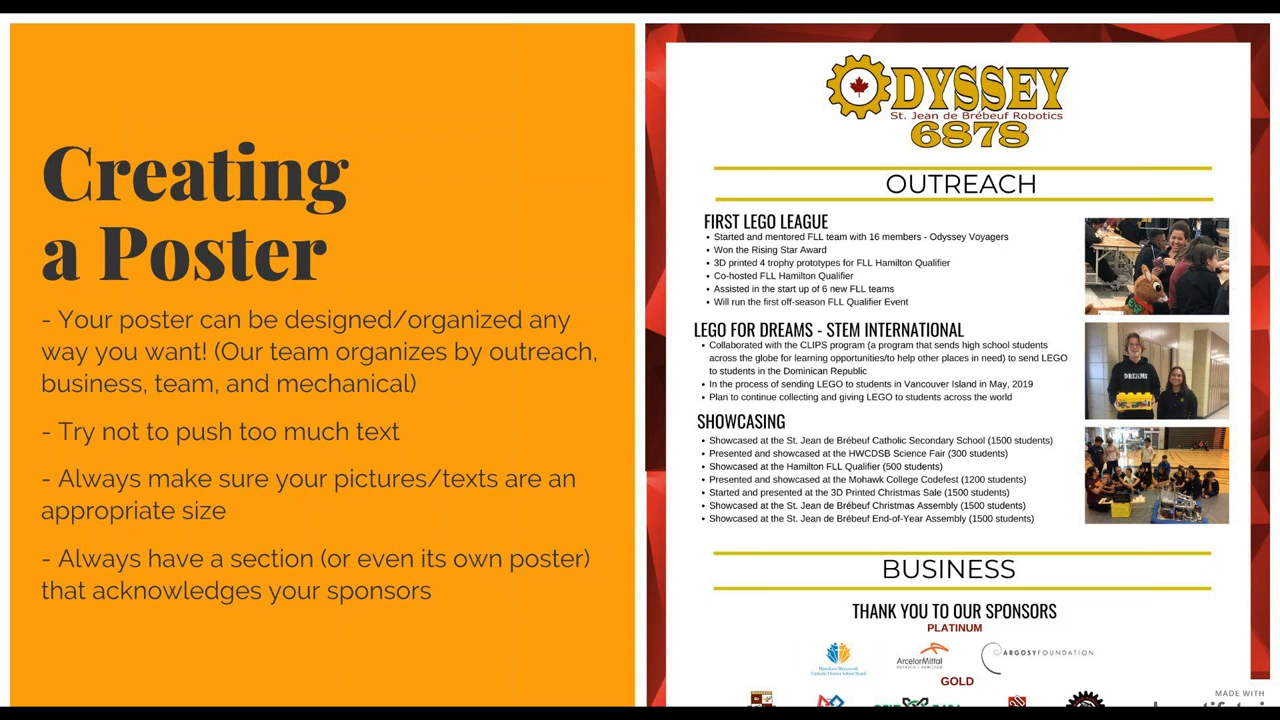 Creating
a Poster
- Your poster can be designed/organized any
way you want! (Our team organizes by outreach,
business, team, and mechanical)
- Try not to push too much text
- Always make sure your pictures/texts are an
appropriate size
- Always have a section (or even its own poster)
that acknowledges your sponsors
ODYSSEY
St. Jean de Brébeuf Robotics
6878
OUTREACH
FIRST LEGO LEAGUE
• Started and mentored FLL team with 16 members - Odyssey Voyagers
• Won the Rising Star Award
• 3D printed 4 trophy prototypes for FLL Hamilton Qualifier
• Co-hosted FLL Hamilton Qualifier
• Assisted in the start up of 6 new FLL teams
• Will run the first off-season FLL Qualifier Event
LEGO FOR DREAMS - STEM INTERNATIONAL
• Collaborated with the CLIPS program (a program that sends high school students
across the globe for learning opportunities/to help other places in need) to send LEGO
to students in the Dominican Republic
• In the process of sending LEGO to students in Vancouver Island in May, 2019
• Plan to continue collecting and giving LEGO to students across the world
DREAMS
SHOWCASING
• Showcased at the St. Jean de Brébeuf Catholic Secondary School (1500 students)
• Presented and showcased at the HWCDSB Science Fair (300 students)
• Showcased at the Hamilton FLL Qualifier (500 students)
• Presented and showcased at the Mohawk College Codefest (1200 students)
• Started and presented at the 3D Printed Christmas Sale (1500 students)
• Showcased at the St. Jean de Brébeuf Christmas Assembly (1500 students)
• Showcased at the St. Jean de Brébeuf End-of-Year Assembly (1500 students)
BUSINESS
THANK YOU TO OUR SPONSORS
PLATINUM
Catholic District School Board
ArcelorMittal
ARGOSYFOUNDATION
GOLD
MADE WITH